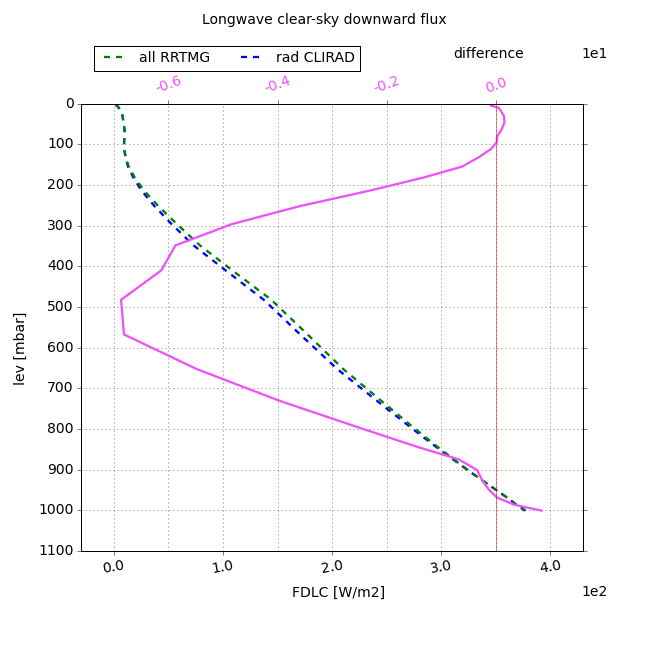 Longwave clear-sky downward flux
all RRTMG rad CLIRAD difference 1e1
-0.6 -0.4 -0.2 0.0
0
100
200
300
400
500
600
700
800
900
1000
1100
lev [mbar]
0.0 1.0 2.0 3.0 4.0
FDLC [W/m2] 1e2